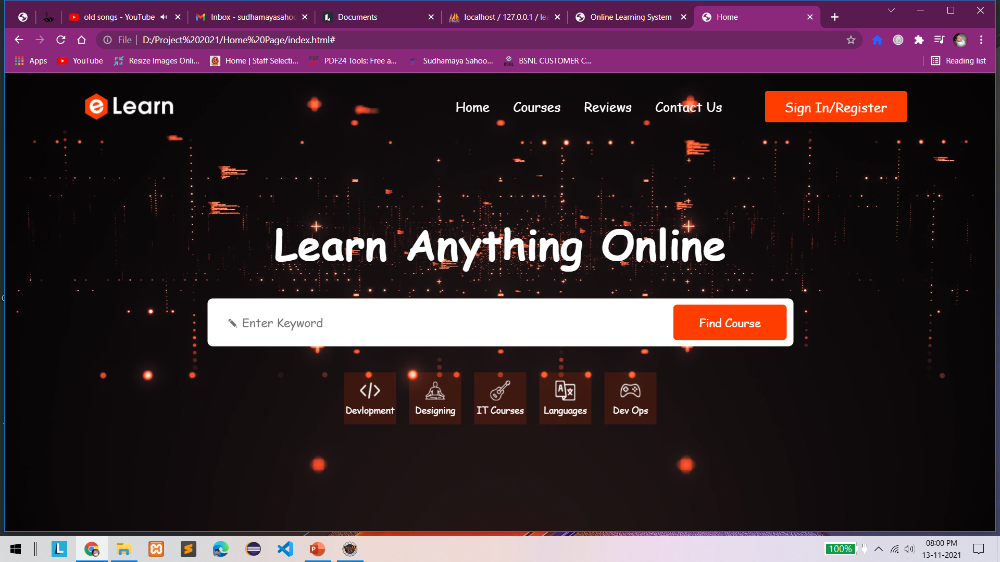 old songs - YouTube
Inbox - sudhamayasahoo
Documents
localhost / 127.0.0.1 / lea
Online Learning System
Home
File
D:/Project%202021/Home%20Page/index.html#
Apps
YouTube
Resize Images Onli...
Home | Staff Selecti...
PDF24 Tools: Free a...
Sudhamaya Sahoo...
BSNL CUSTOMER C...
Reading list
e Learn
Home
Courses
Reviews
Contact Us
Sign In/Register
Learn Anything Online
Enter Keyword
Find Course
Devlopment
Designing
IT Courses
Languages
Dev Ops
100%
08:00 PM
13-11-2021